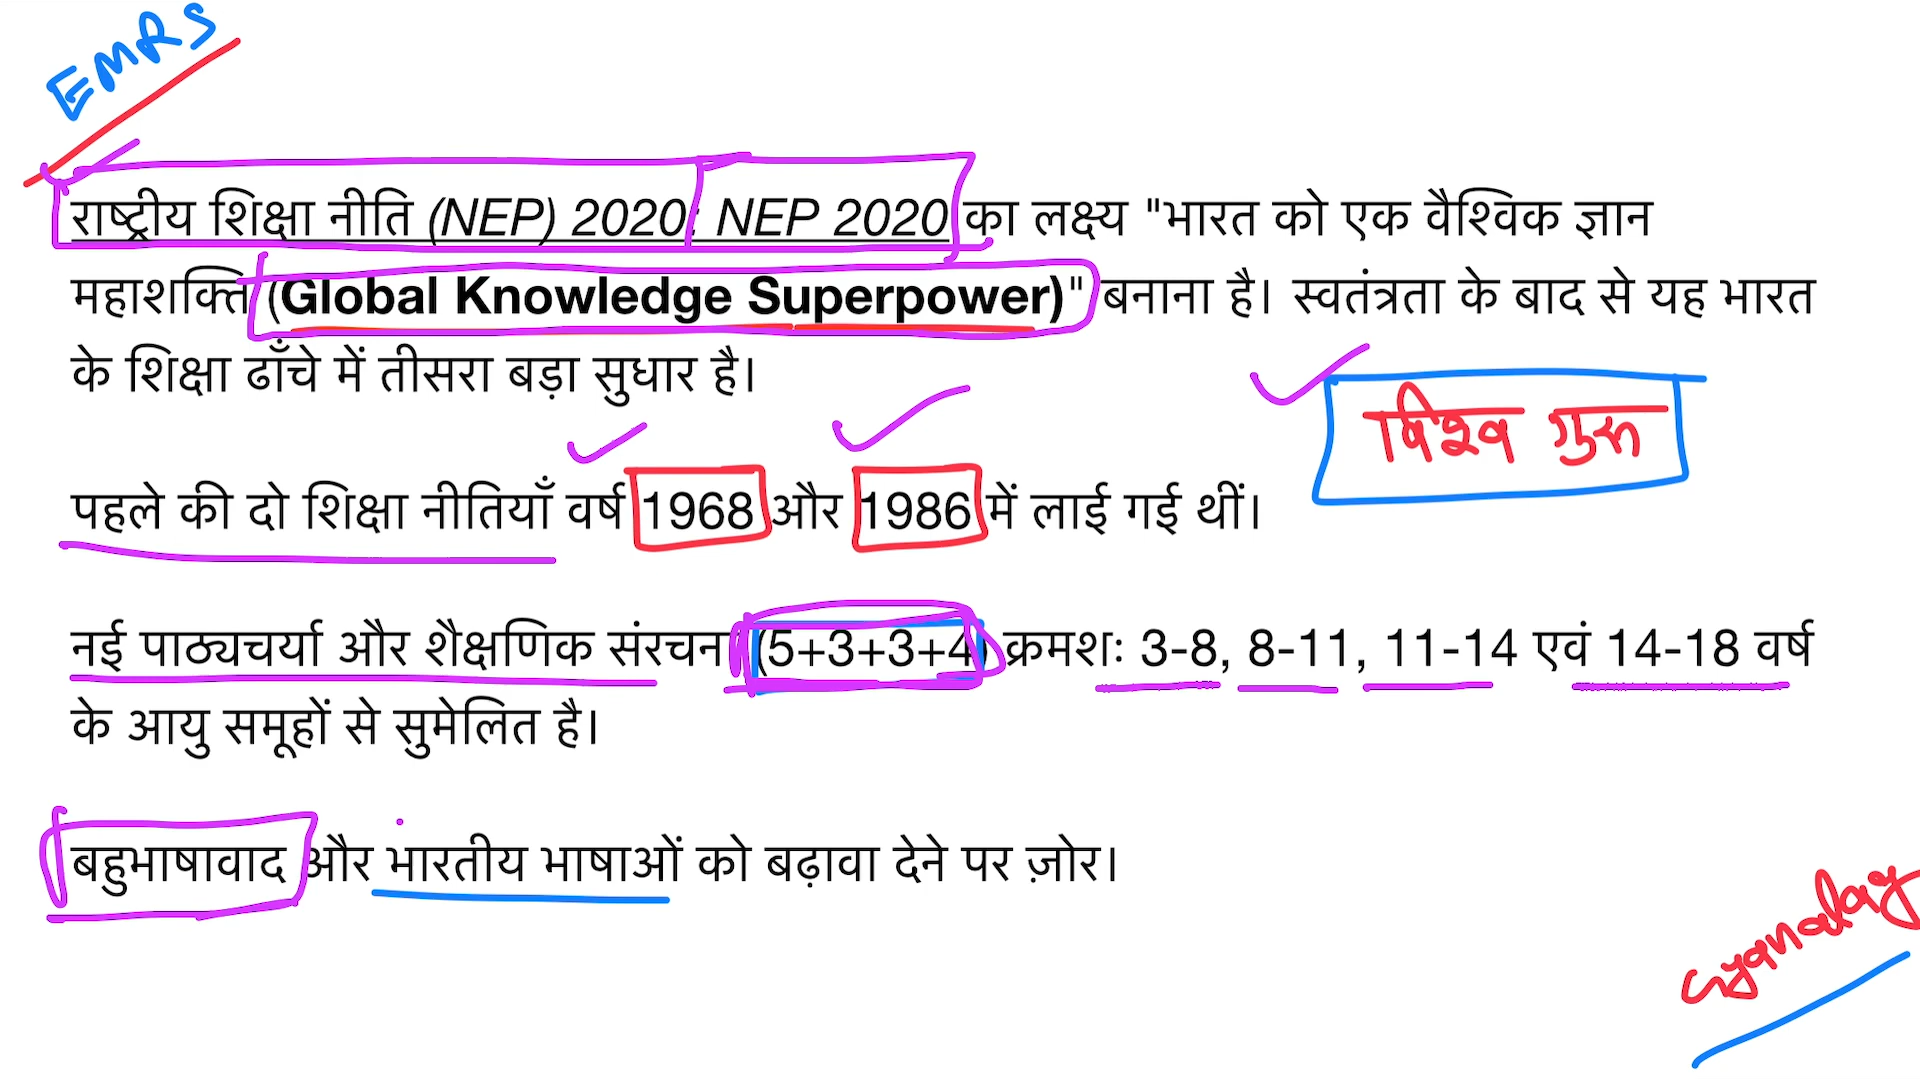 EMRS
राष्ट्रीय शिक्षा नीति (NEP) 2020: NEP 2020 का लक्ष्य "भारत को एक वैश्विक ज्ञान
महाशक्ति (Global Knowledge Superpower)" बनाना है। स्वतंत्रता के बाद से यह भारत
के शिक्षा ढाँचे में तीसरा बड़ा सुधार है।
विश्व गुरु
पहले की दो शिक्षा नीतियाँ वर्ष 1968 और 1986 में लाई गई थीं।
नई पाठ्यचर्या और शैक्षणिक संरचना (5+3+3+4) क्रमशः 3-8, 8-11, 11-14 एवं 14-18 वर्ष
के आयु समूहों से सुमेलित है।
बहुभाषावाद और भारतीय भाषाओं को बढ़ावा देने पर ज़ोर।
Gyanalay